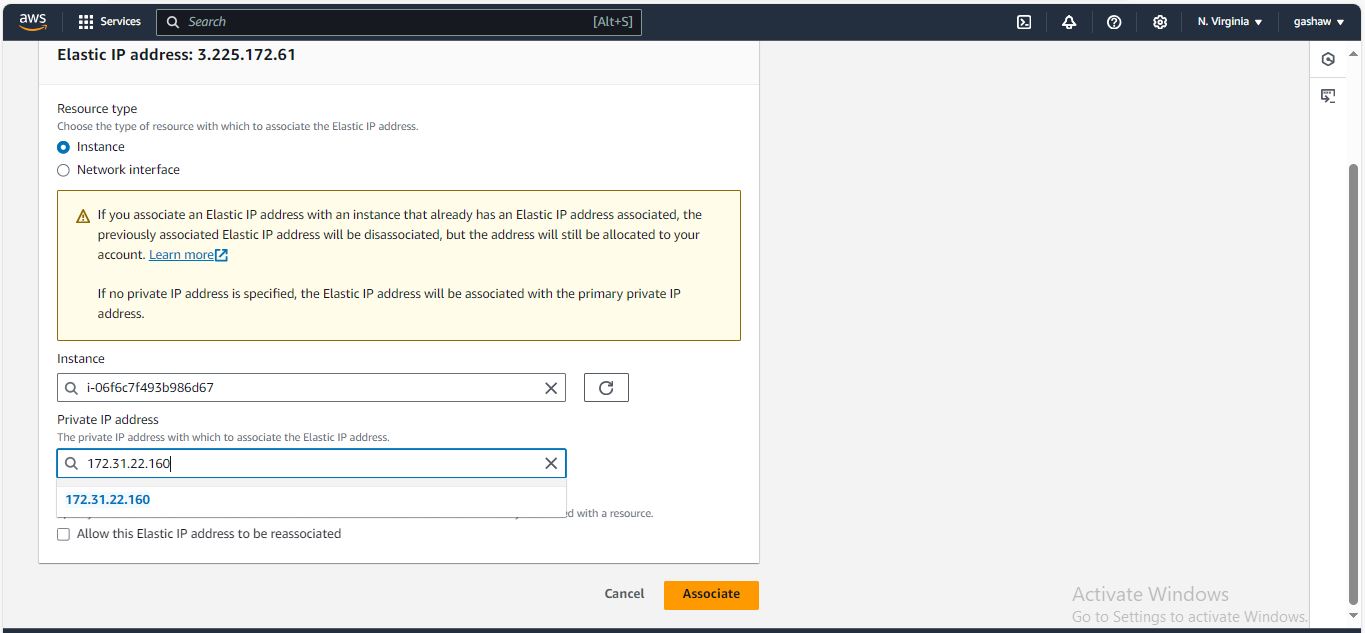 aws
Services
Search
[Alt+S]
N. Virginia
gashaw
Elastic IP address: 3.225.172.61
Resource type
Choose the type of resource with which to associate the Elastic IP address.
Instance
Network interface
If you associate an Elastic IP address with an instance that already has an Elastic IP address associated, the
previously associated Elastic IP address will be disassociated, but the address will still be allocated to your
account. Learn more
If no private IP address is specified, the Elastic IP address will be associated with the primary private IP
address.
Instance
i-06f6c7f493b986d67
Private IP address
The private IP address with which to associate the Elastic IP address.
172.31.22.160
172.31.22.160
with a resource.
Allow this Elastic IP address to be reassociated
Cancel
Associate
Activate Windows
Go to Settings to activate Windows.